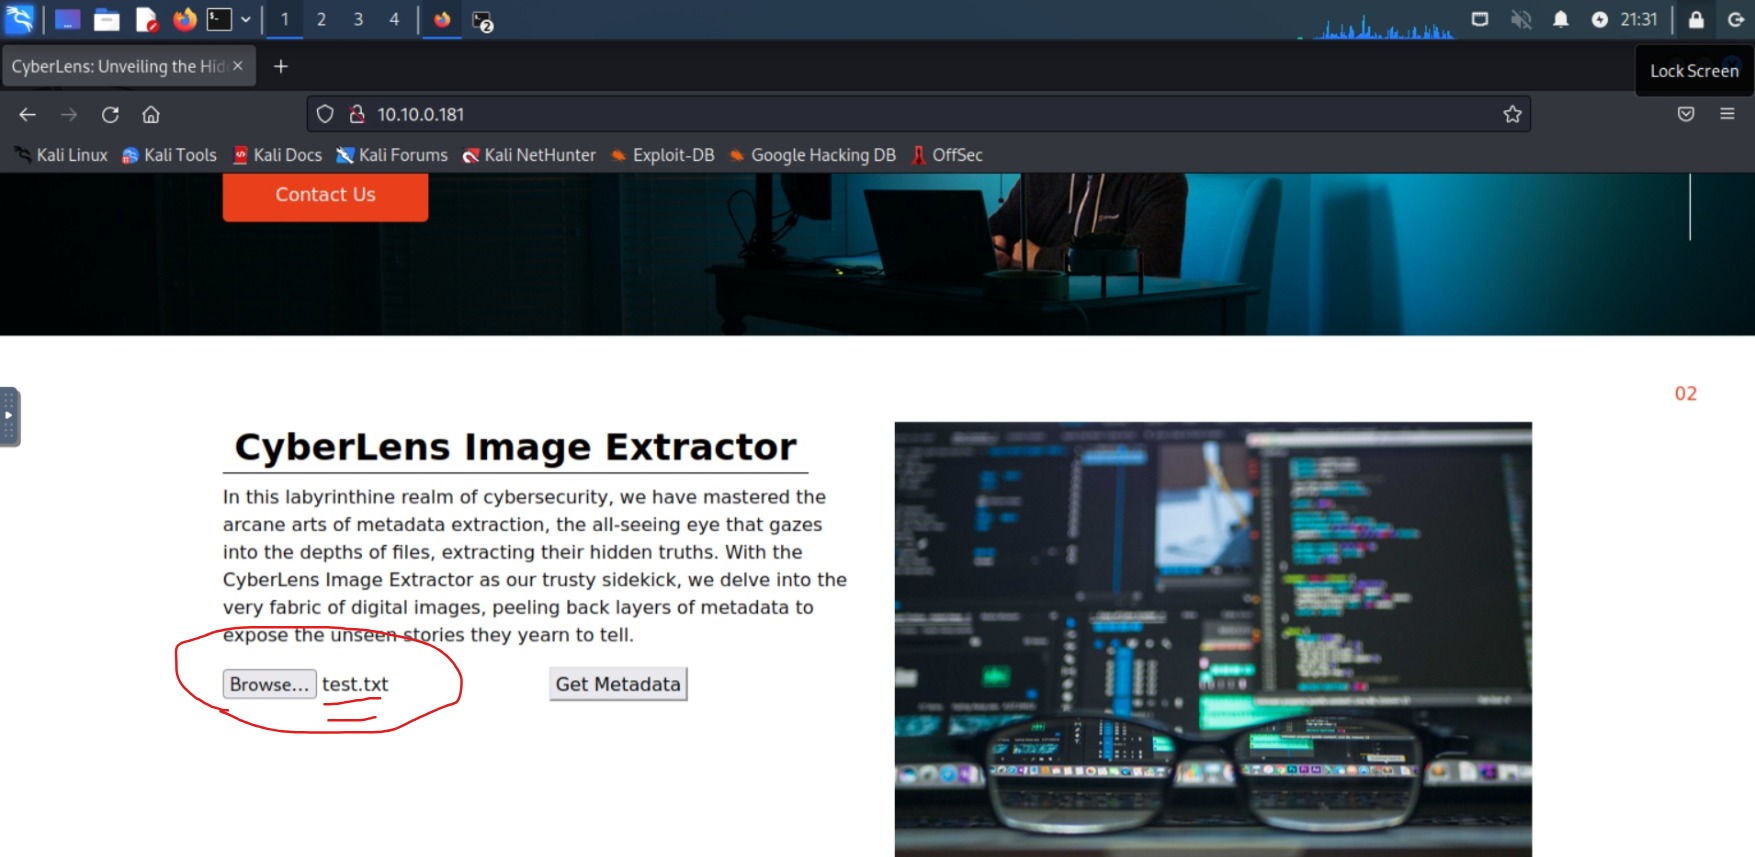 1 2 3 4 2 21:31
CyberLens: Unveiling the Hid
Lock Screen
10.10.0.181
Kali Linux Kali Tools Kali Docs Kali Forums Kali NetHunter Exploit-DB Google Hacking DB OffSec
Contact Us
02
CyberLens Image Extractor
In this labyrinthine realm of cybersecurity, we have mastered the
arcane arts of metadata extraction, the all-seeing eye that gazes
into the depths of files, extracting their hidden truths. With the
CyberLens Image Extractor as our trusty sidekick, we delve into the
very fabric of digital images, peeling back layers of metadata to
expose the unseen stories they yearn to tell.
Browse... test.txt Get Metadata